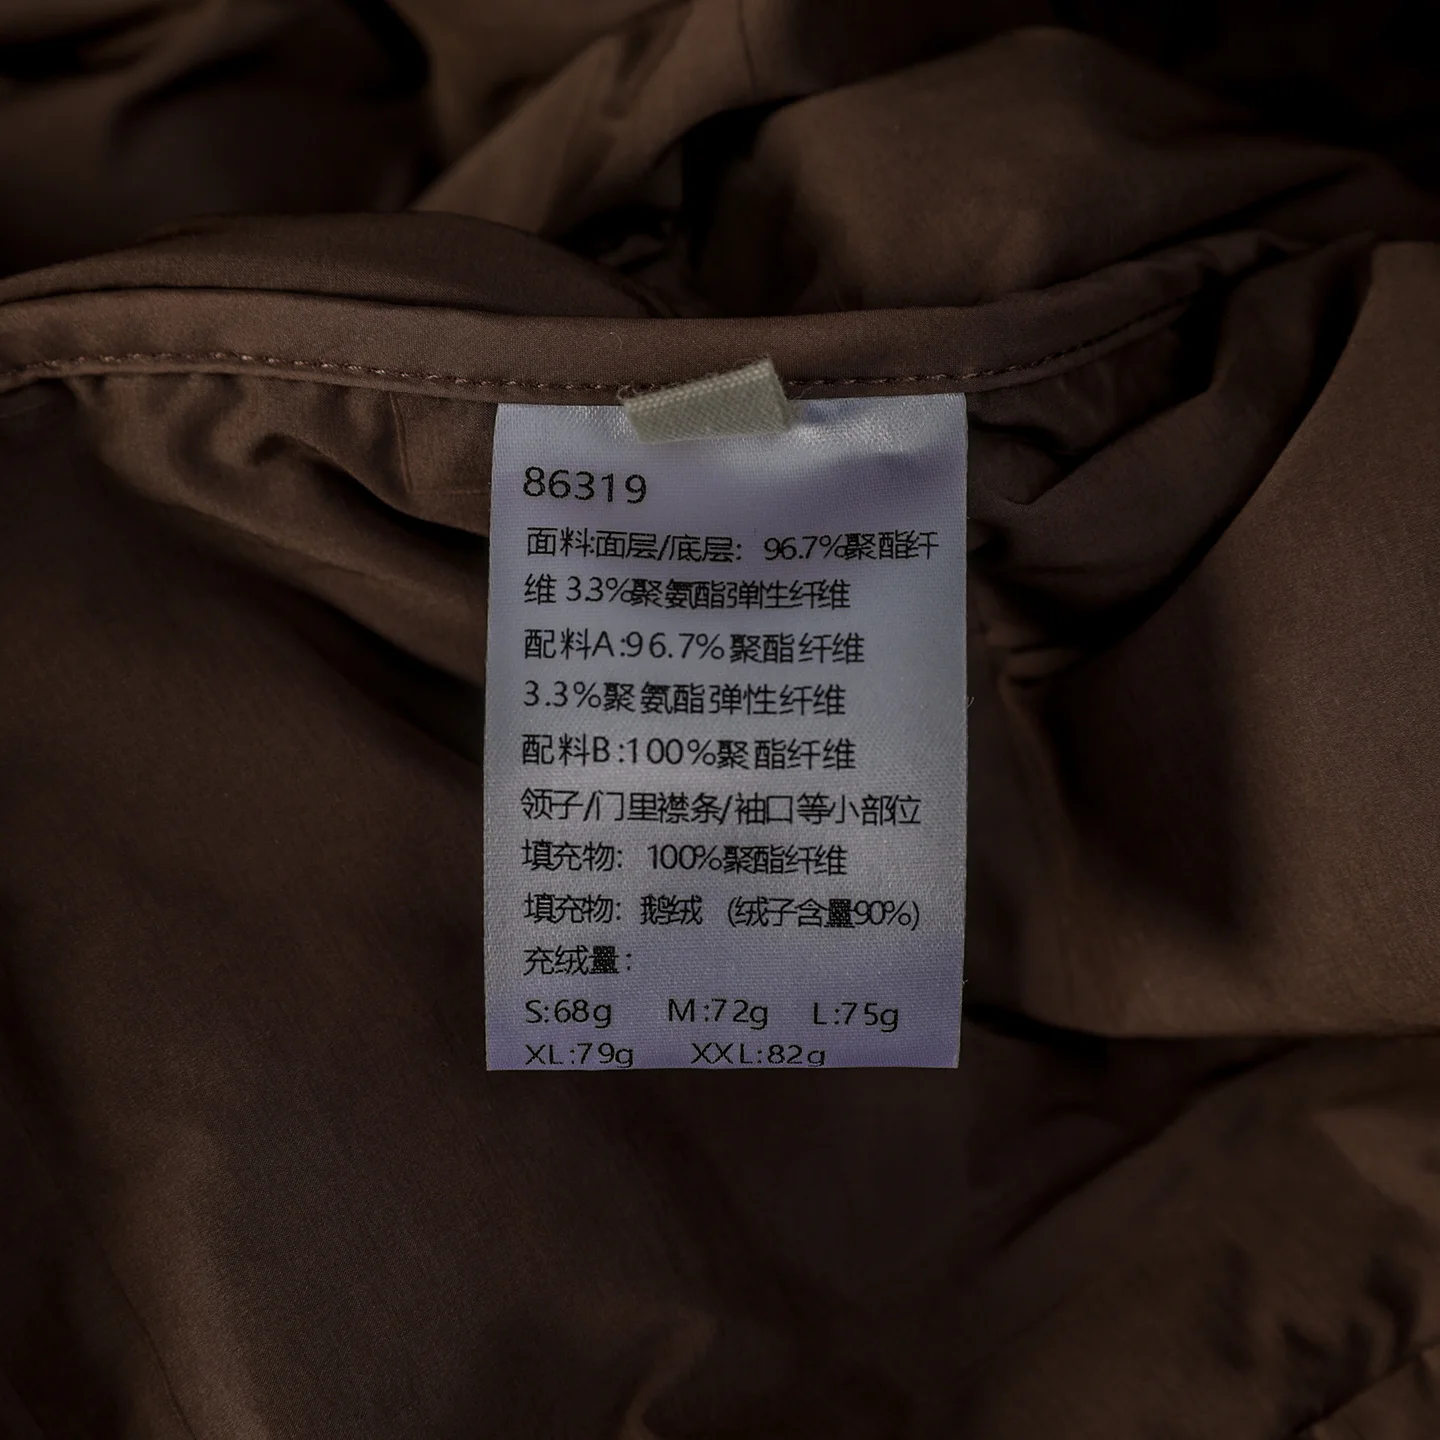 86319
面料:面层/底层: 96.7%聚酯纤
维 3.3%聚氨酯弹性纤维
配料A:96.7%聚酯纤维
3.3%聚氨酯弹性纤维
配料B:100%聚酯纤维
领子/门里襟条/袖口等小部位
填充物: 100%聚酯纤维
填充物: 鹅绒 (绒子含量90%)
充绒量:
S:68g M:72g L:75g
XL:79g XXL:82g